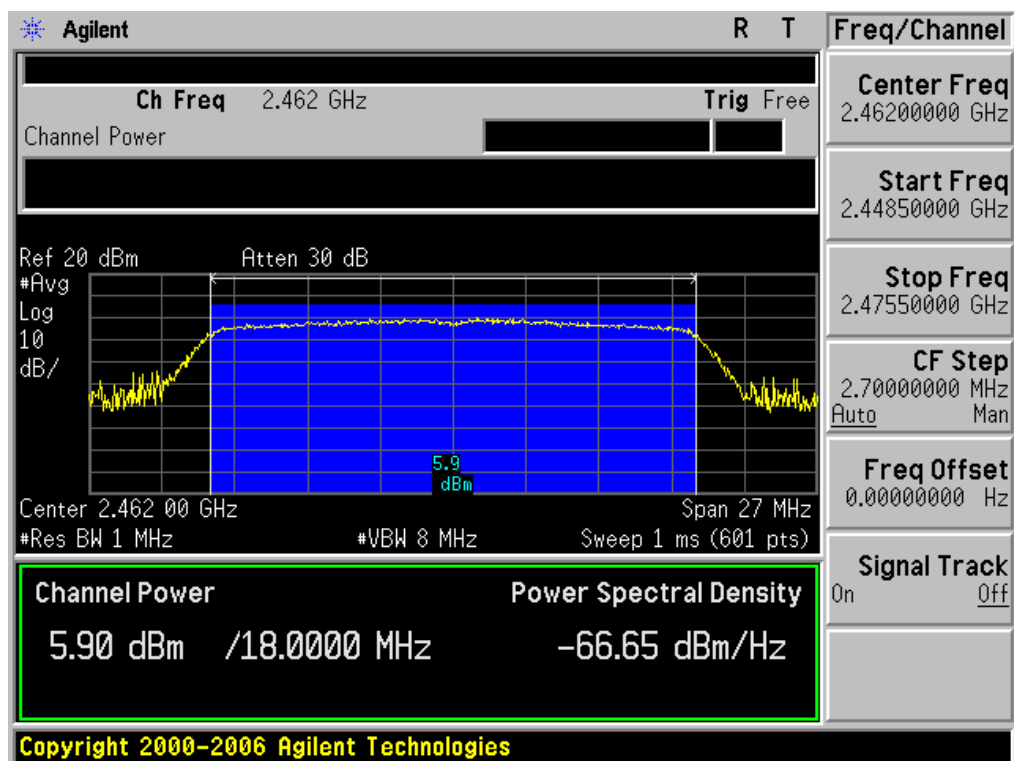 Agilent R T
Ch Freq 2.462 GHz Trig Free
Channel Power
Ref 20 dBm Atten 30 dB
#Avg
Log
10
dB/
5.9
dBm
Center 2.462 00 GHz Span 27 MHz
#Res BW 1 MHz #VBW 8 MHz Sweep 1 ms (601 pts)
Channel Power Power Spectral Density
5.90 dBm /18.0000 MHz -66.65 dBm/Hz
Copyright 2000-2006 Agilent Technologies
Freq/Channel
Center Freq
2.46200000 GHz
Start Freq
2.44850000 GHz
Stop Freq
2.47550000 GHz
CF Step
2.70000000 MHz
Auto Man
Freq Offset
0.00000000 Hz
Signal Track
On Off